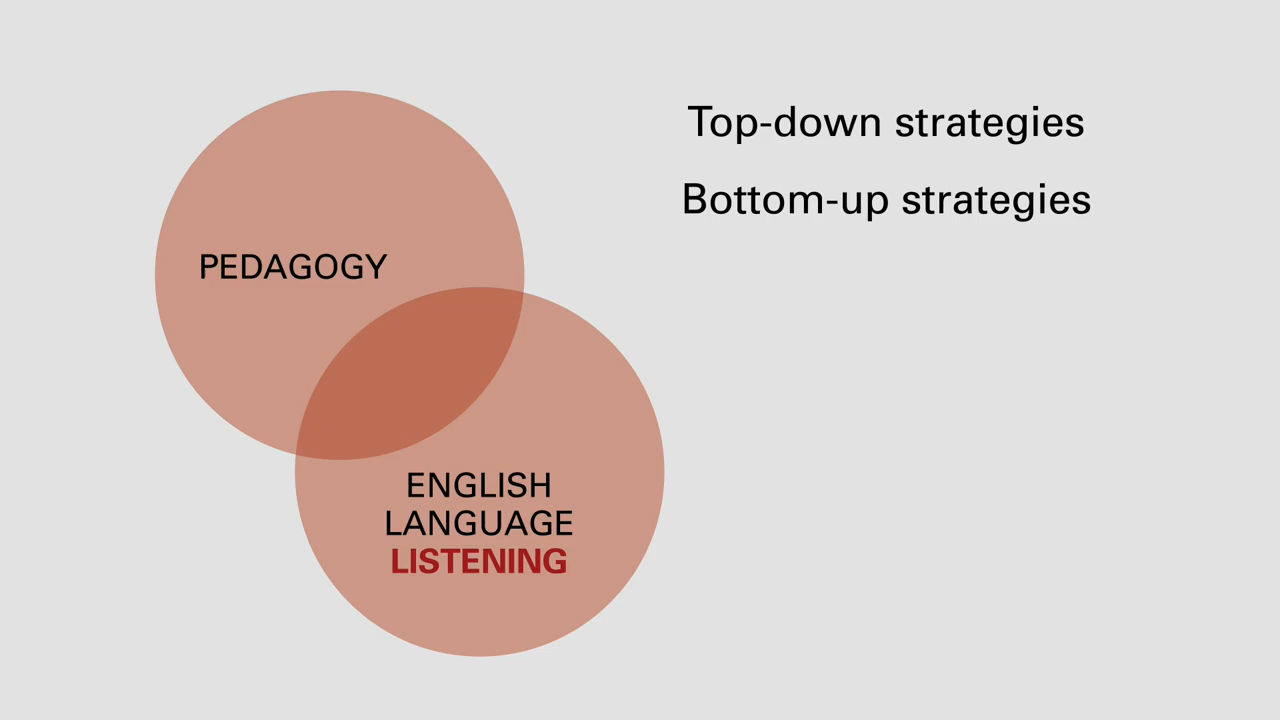 Top-down strategies
Bottom-up strategies
PEDAGOGY
ENGLISH
LANGUAGE
LISTENING